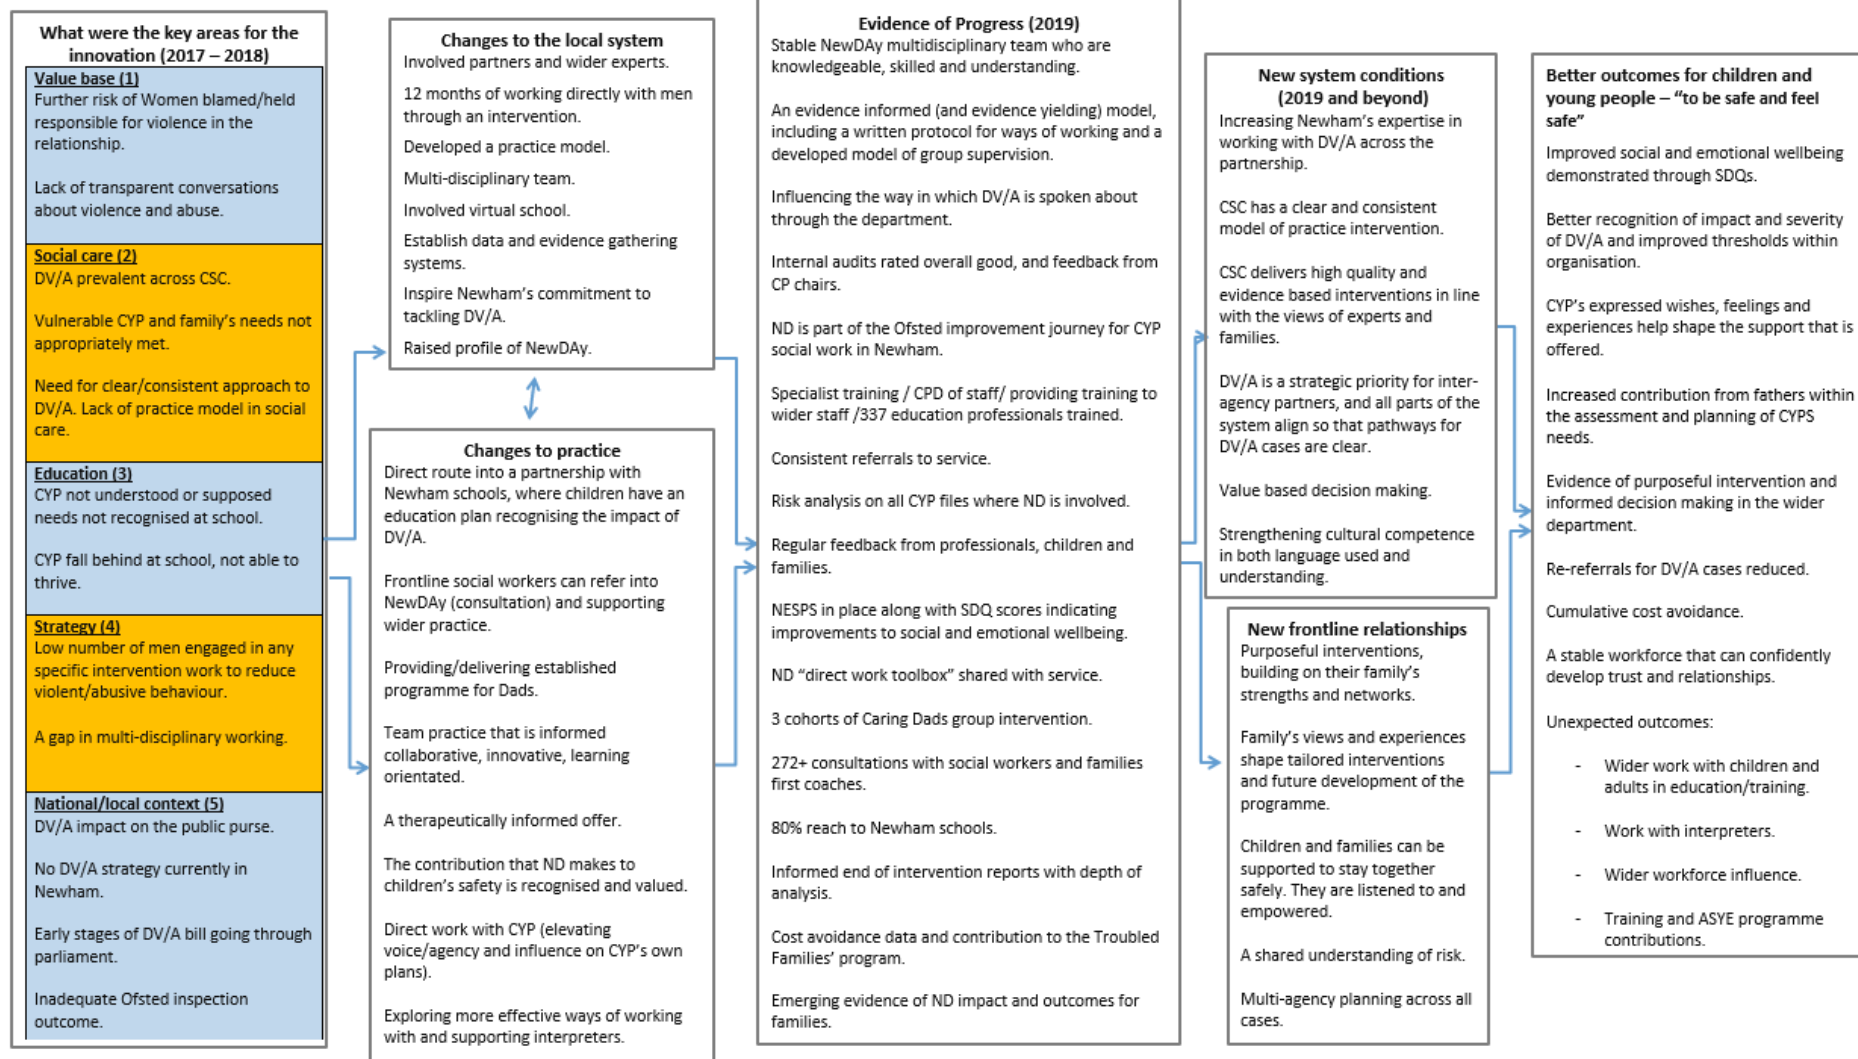 What were the key areas for the
innovation (2017 – 2018)
Value base (1)
Further risk of Women blamed/held
responsible for violence in the
relationship.
Lack of transparent conversations
about violence and abuse.
Social care (2)
DV/A prevalent across CSC.
Vulnerable CYP and family's needs not
appropriately met.
Need for clear/consistent approach to
DV/A. Lack of practice model in social
care.
Education (3)
CYP not understood or supposed
needs not recognised at school.
CYP fall behind at school, not able to
thrive.
Strategy (4)
Low number of men engaged in any
specific intervention work to reduce
violent/abusive behaviour.
A gap in multi-disciplinary working.
National/local context (5)
DV/A impact on the public purse.
No DV/A strategy currently in
Newham.
Early stages of DV/A bill going through
parliament.
Inadequate Ofsted inspection
outcome.
Changes to the local system
Involved partners and wider experts.
12 months of working directly with men
through an intervention.
Developed a practice model.
Multi-disciplinary team.
Involved virtual school.
Establish data and evidence gathering
systems.
Inspire Newham's commitment to
tackling DV/A.
Raised profile of NewDAy.
Changes to practice
Direct route into a partnership with
Newham schools, where children have an
education plan recognising the impact of
DV/A.
Frontline social workers can refer into
NewDAy (consultation) and supporting
wider practice.
Providing/delivering established
programme for Dads.
Team practice that is informed
collaborative, innovative, learning
orientated.
A therapeutically informed offer.
The contribution that ND makes to
children's safety is recognised and valued.
Direct work with CYP (elevating
voice/agency and influence on CYP's own
plans).
Exploring more effective ways of working
with and supporting interpreters.
Evidence of Progress (2019)
Stable NewDAy multidisciplinary team who are
knowledgeable, skilled and understanding.
An evidence informed (and evidence yielding) model,
including a written protocol for ways of working and a
developed model of group supervision.
Influencing the way in which DV/A is spoken about
through the department.
Internal audits rated overall good, and feedback from
CP chairs.
ND is part of the Ofsted improvement journey for CYP
social work in Newham.
Specialist training / CPD of staff/ providing training to
wider staff /337 education professionals trained.
Consistent referrals to service.
Risk analysis on all CYP files where ND is involved.
Regular feedback from professionals, children and
families.
NESPS in place along with SDQ scores indicating
improvements to social and emotional wellbeing.
ND "direct work toolbox" shared with service.
3 cohorts of Caring Dads group intervention.
272+ consultations with social workers and families
first coaches.
80% reach to Newham schools.
Informed end of intervention reports with depth of
analysis.
Cost avoidance data and contribution to the Troubled
Families' program.
Emerging evidence of ND impact and outcomes for
families.
New system conditions
(2019 and beyond)
Increasing Newham's expertise in
working with DV/A across the
partnership.
CSC has a clear and consistent
model of practice intervention.
CSC delivers high quality and
evidence based interventions in line
with the views of experts and
families.
DV/A is a strategic priority for inter-
agency partners, and all parts of the
system align so that pathways for
DV/A cases are clear.
Value based decision making.
Strengthening cultural competence
in both language used and
understanding.
New frontline relationships
Purposeful interventions,
building on their family's
strengths and networks.
Family's views and experiences
shape tailored interventions
and future development of the
programme.
Children and families can be
supported to stay together
safely. They are listened to and
empowered.
A shared understanding of risk.
Multi-agency planning across all
cases.
Better outcomes for children and
young people – "to be safe and feel
safe"
Improved social and emotional wellbeing
demonstrated through SDQs.
Better recognition of impact and severity
of DV/A and improved thresholds within
organisation.
CYP's expressed wishes, feelings and
experiences help shape the support that is
offered.
Increased contribution from fathers within
the assessment and planning of CYPS
needs.
Evidence of purposeful intervention and
informed decision making in the wider
department.
Re-referrals for DV/A cases reduced.
Cumulative cost avoidance.
A stable workforce that can confidently
develop trust and relationships.
Unexpected outcomes:
- Wider work with children and
adults in education/training.
- Work with interpreters.
- Wider workforce influence.
- Training and ASYE programme
contributions.